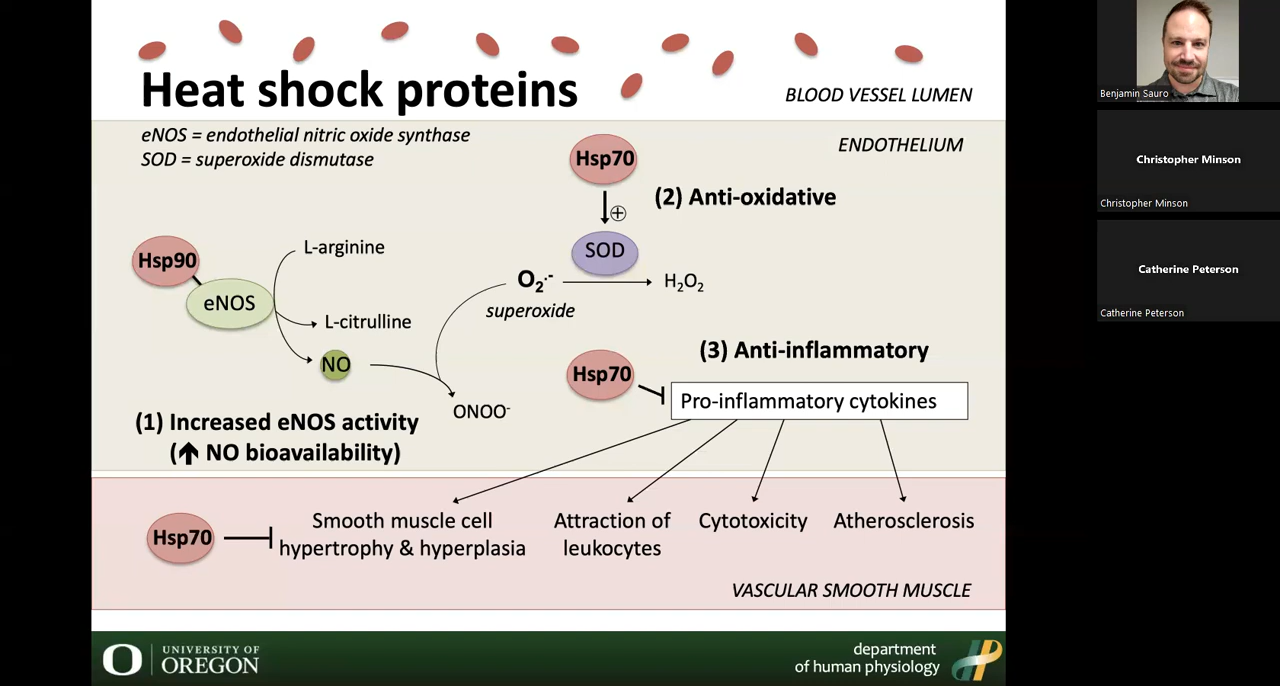 Heat shock proteins
BLOOD VESSEL LUMEN
eNOS = endothelial nitric oxide synthase
SOD = superoxide dismutase
ENDOTHELIUM
Hsp70
(2) Anti-oxidative
SOD
O₂·⁻
superoxide
H₂O₂
Hsp90
eNOS
L-arginine
L-citrulline
NO
ONOO⁻
(1) Increased eNOS activity
(🡅 NO bioavailability)
(3) Anti-inflammatory
Hsp70
Pro-inflammatory cytokines
Hsp70
Smooth muscle cell
hypertrophy & hyperplasia
Attraction of
leukocytes
Cytotoxicity
Atherosclerosis
VASCULAR SMOOTH MUSCLE
O
UNIVERSITY OF
OREGON
department
of human physiology
Benjamin Sauro
Christopher Minson
Christopher Minson
Catherine Peterson
Catherine Peterson